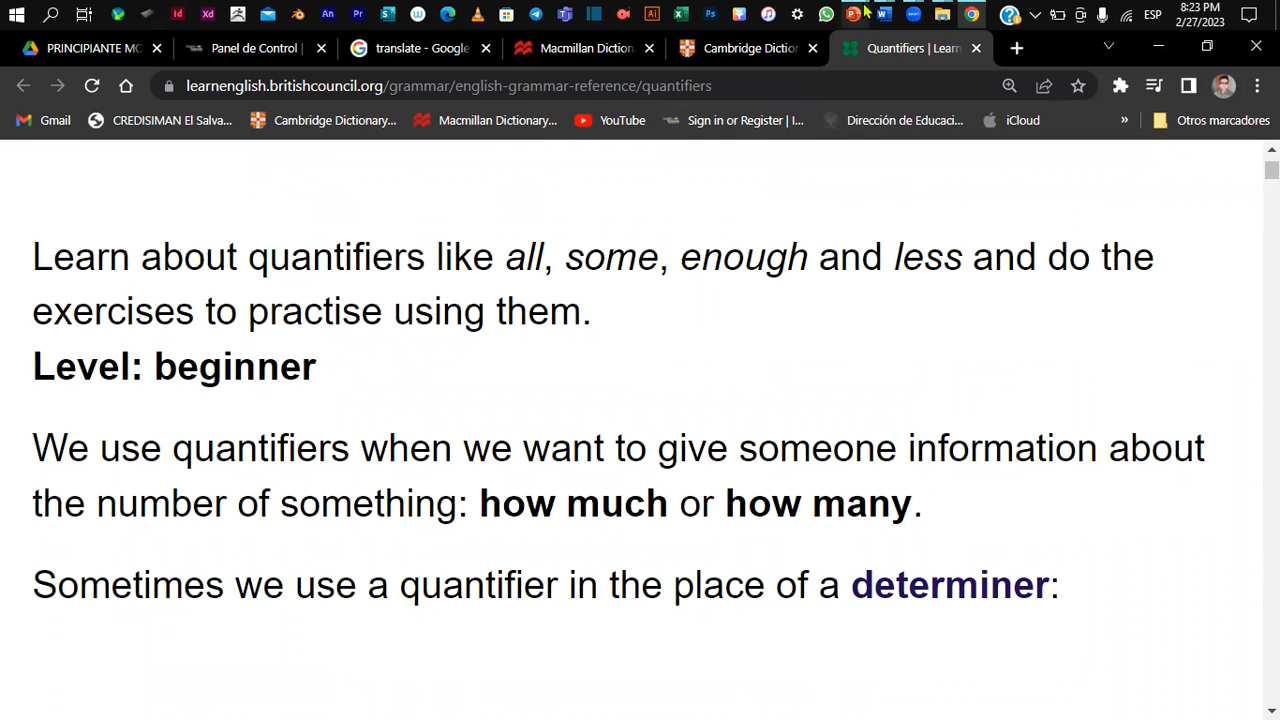 8:23 PM
ESP
2/27/2023
PRINCIPIANTE MO
Panel de Control |
translate - Google
Macmillan Diction
Cambridge Dictio
Quantifiers | Learn
learnenglish.britishcouncil.org/grammar/english-grammar-reference/quantifiers
Gmail
CREDISIMAN El Salva...
Cambridge Dictionary...
Macmillan Dictionary...
YouTube
Sign in or Register | I...
Dirección de Educaci...
iCloud
»
Otros marcadores
Learn about quantifiers like all, some, enough and less and do the
exercises to practise using them.
Level: beginner
We use quantifiers when we want to give someone information about
the number of something: how much or how many.
Sometimes we use a quantifier in the place of a determiner: